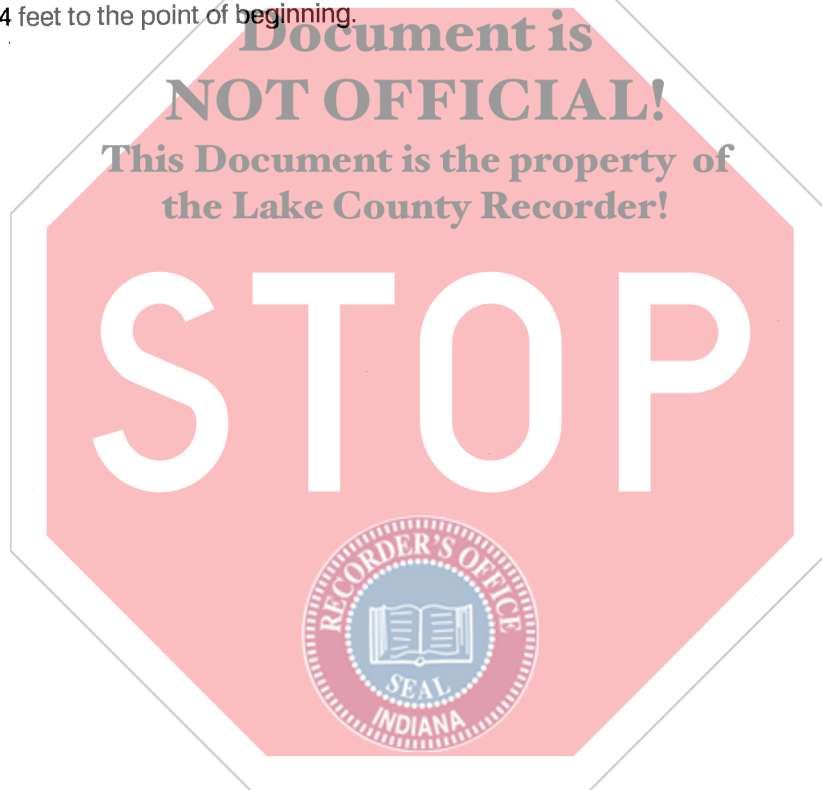 4 feet to the point of beginning.
Document is
NOT OFFICIAL!
This Document is the property of
the Lake County Recorder!
STOP
RECORDER'S OFFICE
SEAL
INDIANA